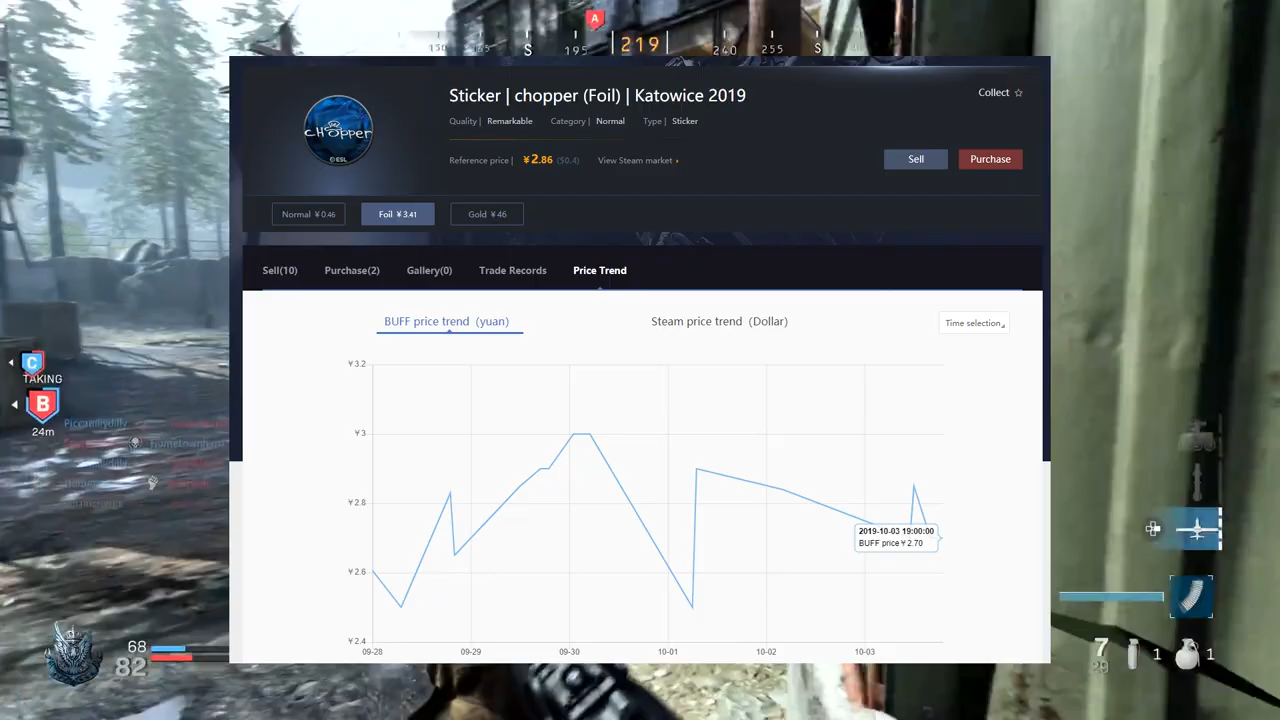 A
150
S
195
219
240
255
S
Sticker | chopper (Foil) | Katowice 2019
Collect ☆
Quality | Remarkable Category | Normal Type | Sticker
chopper
© ESL
Reference price | ¥ 2.86 (50.4) View Steam market
Sell
Purchase
Normal ¥ 0.46
Foil ¥ 3.41
Gold ¥ 46
Sell(10)
Purchase(2)
Gallery(0)
Trade Records
Price Trend
BUFF price trend（yuan）
Steam price trend（Dollar）
Time selection
¥ 3.2
¥ 3
¥ 2.8
¥ 2.6
¥ 2.4
2019-10-03 19:00:00
BUFF price ¥ 2.70
09-28
09-29
09-30
10-01
10-02
10-03
C
TAKING
B
24m
Piccadillydilly
68
82
7
29
1
1